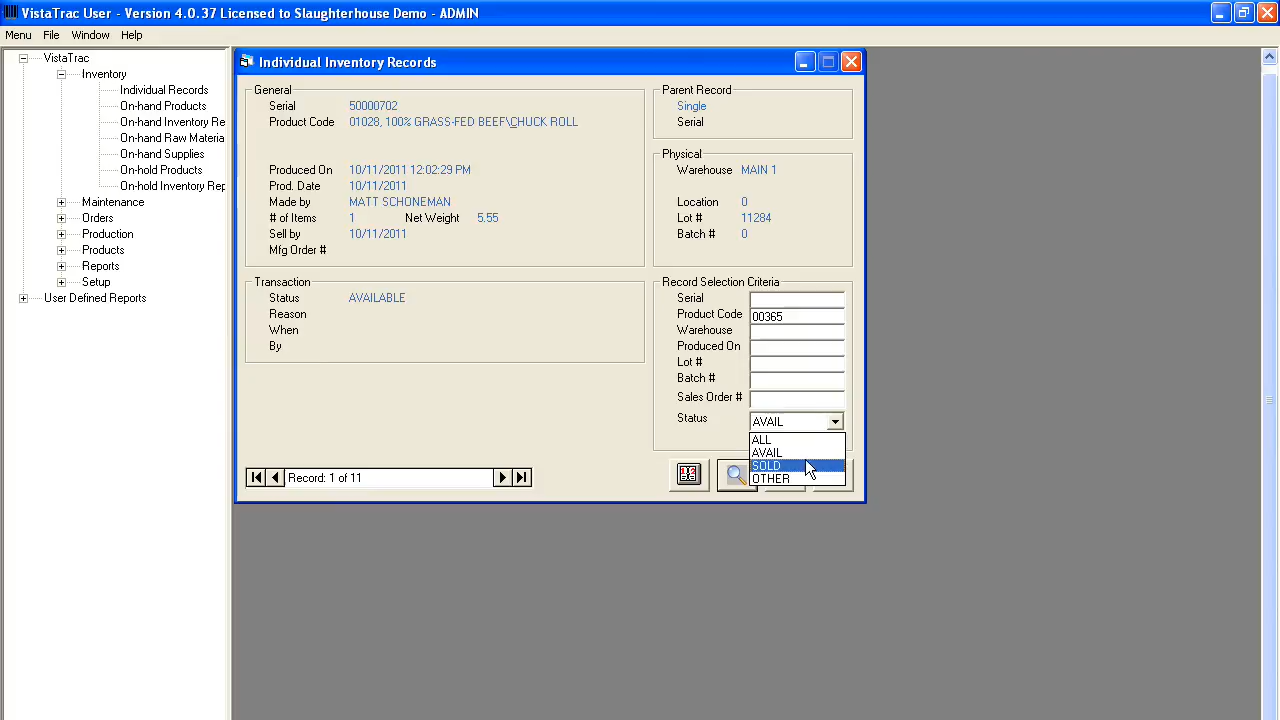 VistaTrac User - Version 4.0.37 Licensed to Slaughterhouse Demo - ADMIN
Menu File Window Help
VistaTrac
Inventory
Individual Records
On-hand Products
On-hand Inventory Re
On-hand Raw Materia
On-hand Supplies
On-hold Products
On-hold Inventory Rep
Maintenance
Orders
Production
Products
Reports
Setup
User Defined Reports
Individual Inventory Records
General
Serial 50000702
Product Code 01028, 100% GRASS-FED BEEF\CHUCK ROLL
Produced On 10/11/2011 12:02:29 PM
Prod. Date 10/11/2011
Made by MATT SCHONEMAN
# of Items 1 Net Weight 5.55
Sell by 10/11/2011
Mfg Order #
Transaction
Status AVAILABLE
Reason
When
By
Record: 1 of 11
Parent Record
Single
Serial
Physical
Warehouse MAIN 1
Location 0
Lot # 11284
Batch # 0
Record Selection Criteria
Serial
Product Code 00365
Warehouse
Produced On
Lot #
Batch #
Sales Order #
Status AVAIL
ALL
AVAIL
SOLD
OTHER